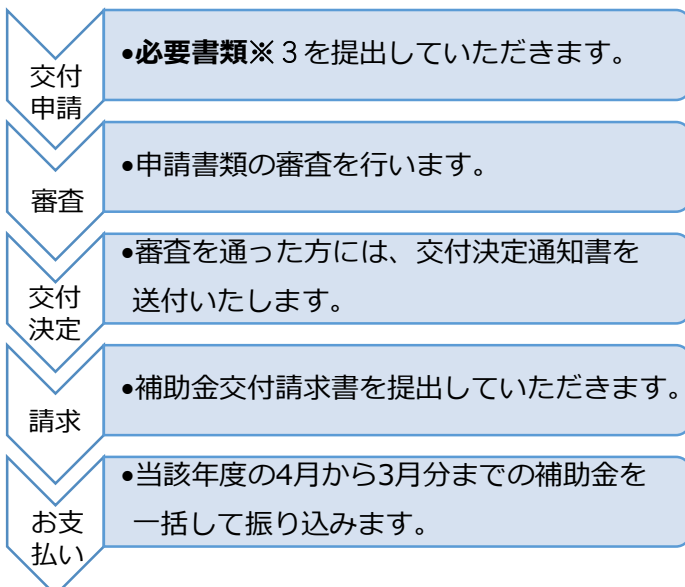 交付
申請
•必要書類※３を提出していただきます。
審査
•申請書類の審査を行います。
交付
決定
•審査を通った方には、交付決定通知書を
送付いたします。
請求
•補助金交付請求書を提出していただきます。
お支
払い
•当該年度の4月から3月分までの補助金を
一括して振り込みます。